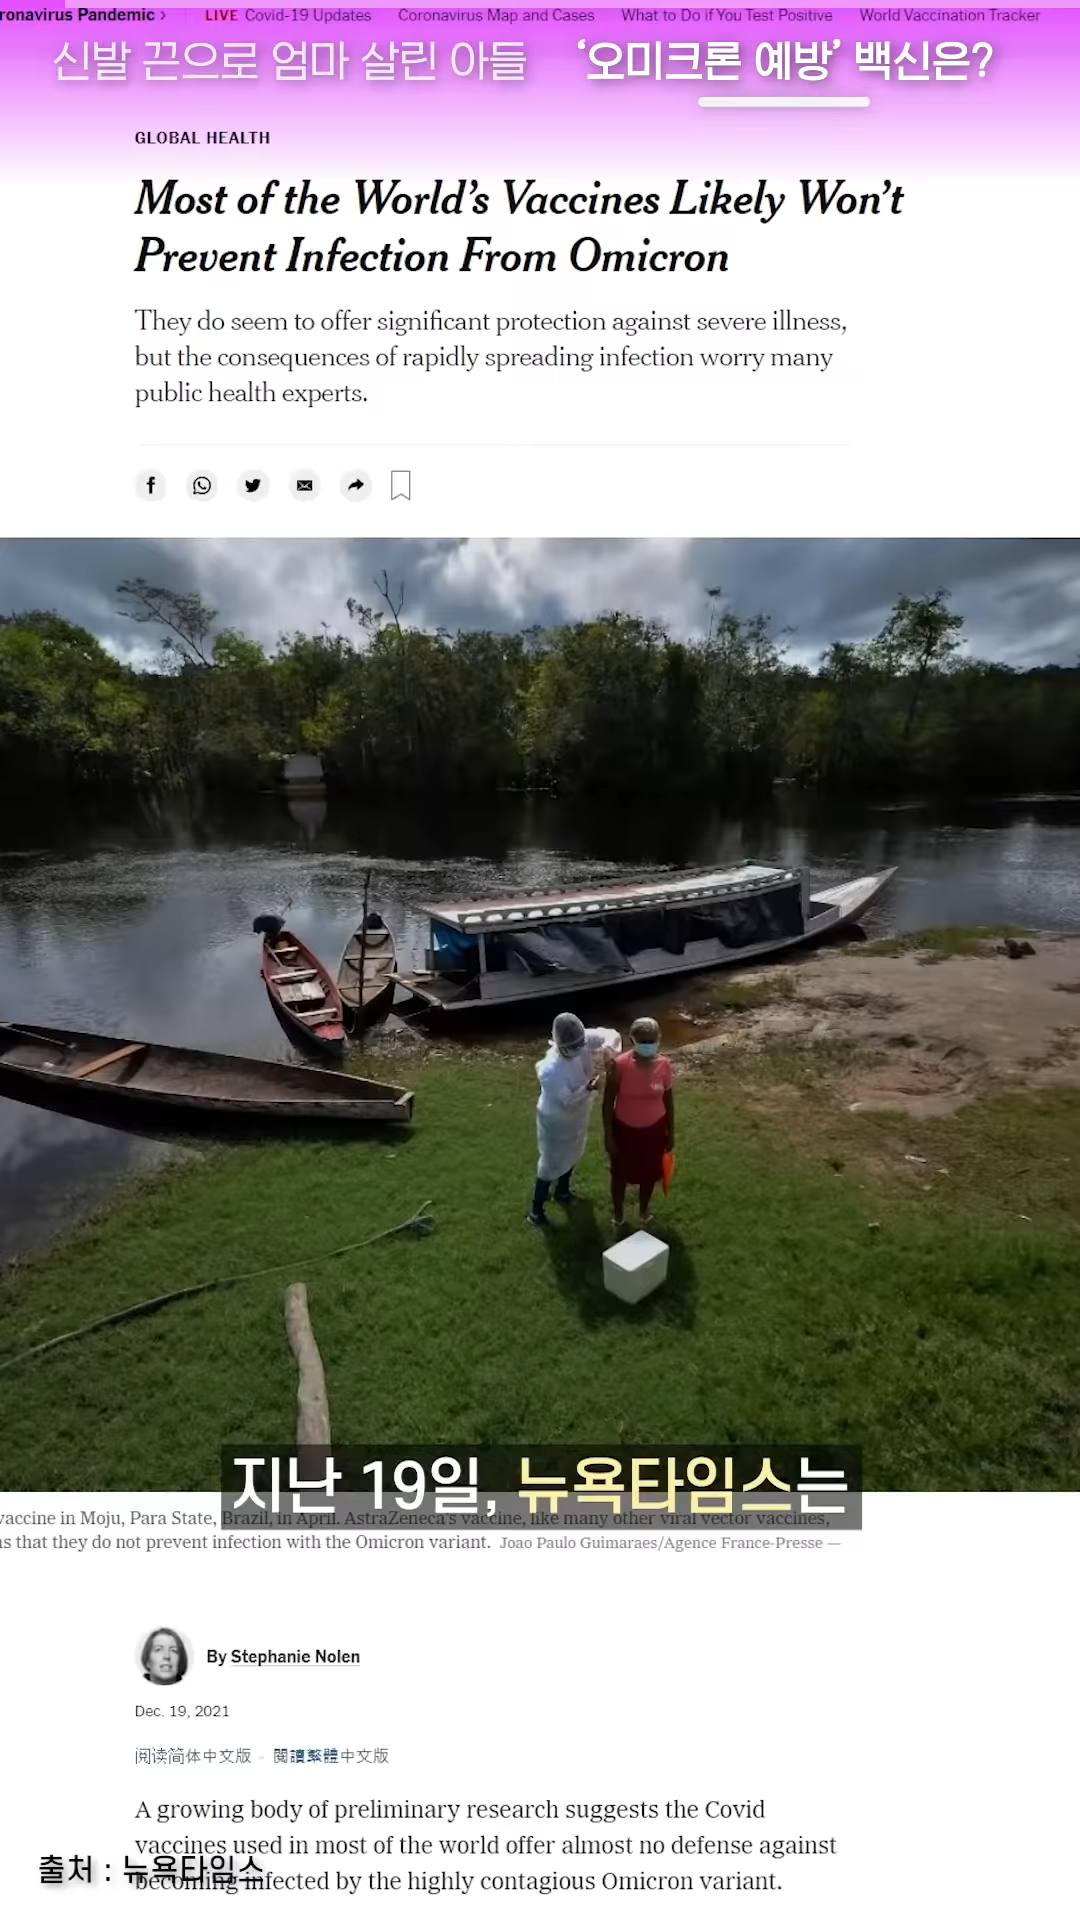 ronavirus Pandemic › LIVE Covid-19 Updates Coronavirus Map and Cases What to Do if You Test Positive World Vaccination Tracker
신발 끈으로 엄마 살린 아들 ‘오미크론 예방’ 백신은?
GLOBAL HEALTH
Most of the World’s Vaccines Likely Won’t
Prevent Infection From Omicron
They do seem to offer significant protection against severe illness,
but the consequences of rapidly spreading infection worry many
public health experts.
지난 19일, 뉴욕타임스는
vaccine in Moju, Para State, Brazil, in April. AstraZeneca’s vaccine, like many other viral vector vaccines,
s that they do not prevent infection with the Omicron variant. Joao Paulo Guimaraes/Agence France-Presse —
By Stephanie Nolen
Dec. 19, 2021
阅读简体中文版 閱讀繁體中文版
A growing body of preliminary research suggests the Covid
vaccines used in most of the world offer almost no defense against
becoming infected by the highly contagious Omicron variant.
출처 : 뉴욕타임스